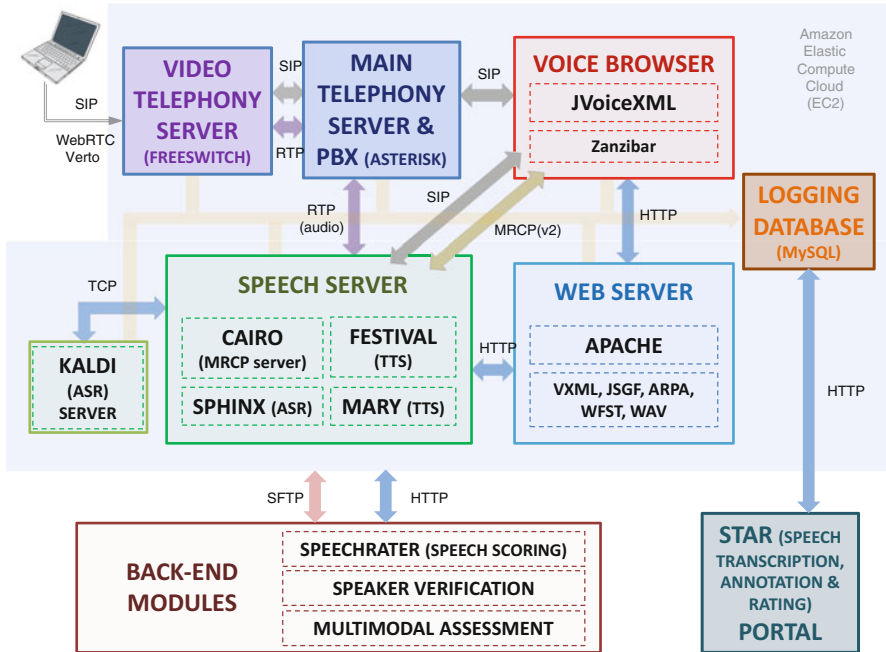 SIP
WebRTC
Verto
VIDEO
TELEPHONY
SERVER
(FREESWITCH)
SIP
RTP
MAIN
TELEPHONY
SERVER &
PBX (ASTERISK)
SIP
VOICE BROWSER
JVoiceXML
Zanzibar
Amazon
Elastic
Compute
Cloud
(EC2)
RTP
(audio)
SIP
MRCP(v2)
HTTP
LOGGING
DATABASE
(MySQL)
TCP
KALDI
(ASR)
SERVER
SPEECH SERVER
CAIRO
(MRCP server)
FESTIVAL
(TTS)
SPHINX (ASR)
MARY (TTS)
HTTP
WEB SERVER
APACHE
VXML, JSGF, ARPA,
WFST, WAV
HTTP
SFTP
HTTP
BACK-END
MODULES
SPEECHRATER (SPEECH SCORING)
SPEAKER VERIFICATION
MULTIMODAL ASSESSMENT
STAR (SPEECH
TRANSCRIPTION,
ANNOTATION &
RATING)
PORTAL